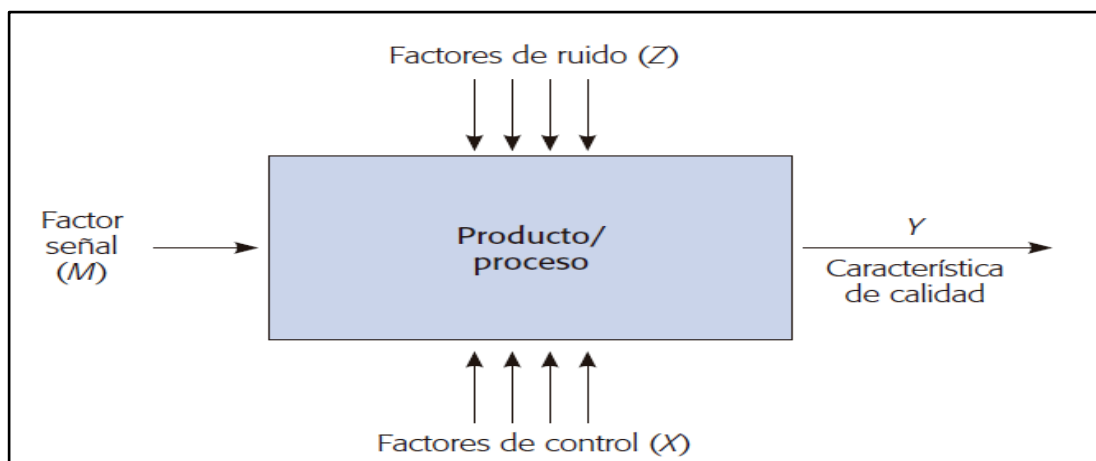 Factores de ruido (Z)
Factor
señal
(M)
Producto/
proceso
Y
Característica
de calidad
Factores de control (X)